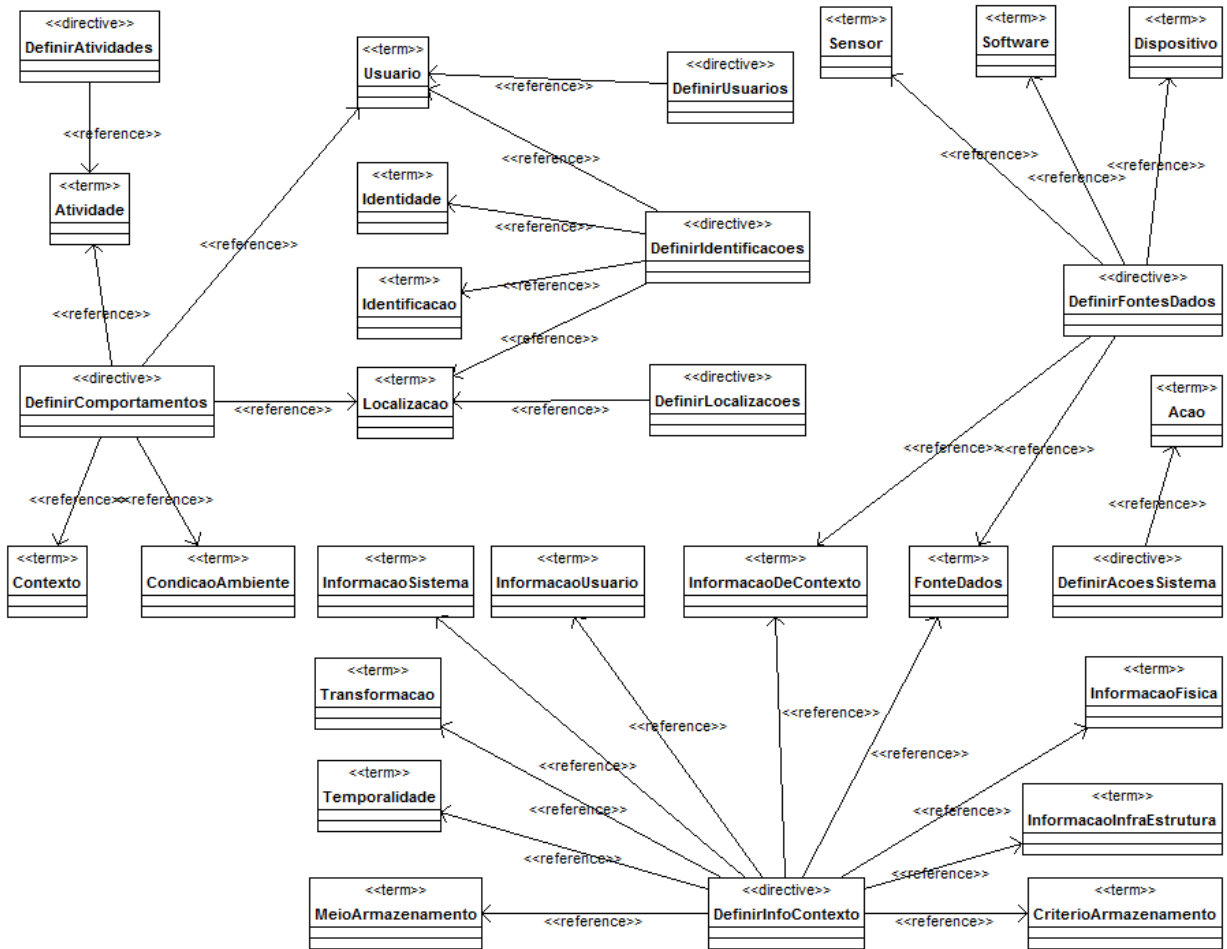 <<directive>>
DefinirAtividades
<<term>>
Usuario
<<directive>>
DefinirUsuarios
<<term>>
Sensor
<<term>>
Software
<<term>>
Dispositivo
<<reference>>
<<reference>>
<<reference>>
<<reference>>
<<reference>>
<<reference>>
<<term>>
Atividade
<<term>>
Identidade
<<reference>>
<<directive>>
DefinirIdentificacoes
<<reference>>
<<reference>>
<<term>>
Identificacao
<<reference>>
<<directive>>
DefinirFontesDados
<<reference>>
<<reference>>
<<directive>>
DefinirComportamentos
<<reference>>
<<term>>
Localizacao
<<reference>>
<<directive>>
DefinirLocalizacoes
<<term>>
Acao
<<reference>>
<<reference>>
<<reference>>
<<reference>>
<<reference>>
<<term>>
Contexto
<<term>>
CondicaoAmbiente
<<term>>
InformacaoSistema
<<term>>
InformacaoUsuario
<<term>>
InformacaoDeContexto
<<term>>
FonteDados
<<directive>>
DefinirAcoesSistema
<<term>>
Transformacao
<<term>>
InformacaoFisica
<<reference>>
<<reference>>
<<reference>>
<<reference>>
<<reference>>
<<term>>
Temporalidade
<<term>>
InformacaoInfraEstrutura
<<reference>>
<<reference>>
<<reference>>
<<term>>
MeioArmazenamento
<<reference>>
<<directive>>
DefinirInfoContexto
<<reference>>
<<term>>
CriterioArmazenamento